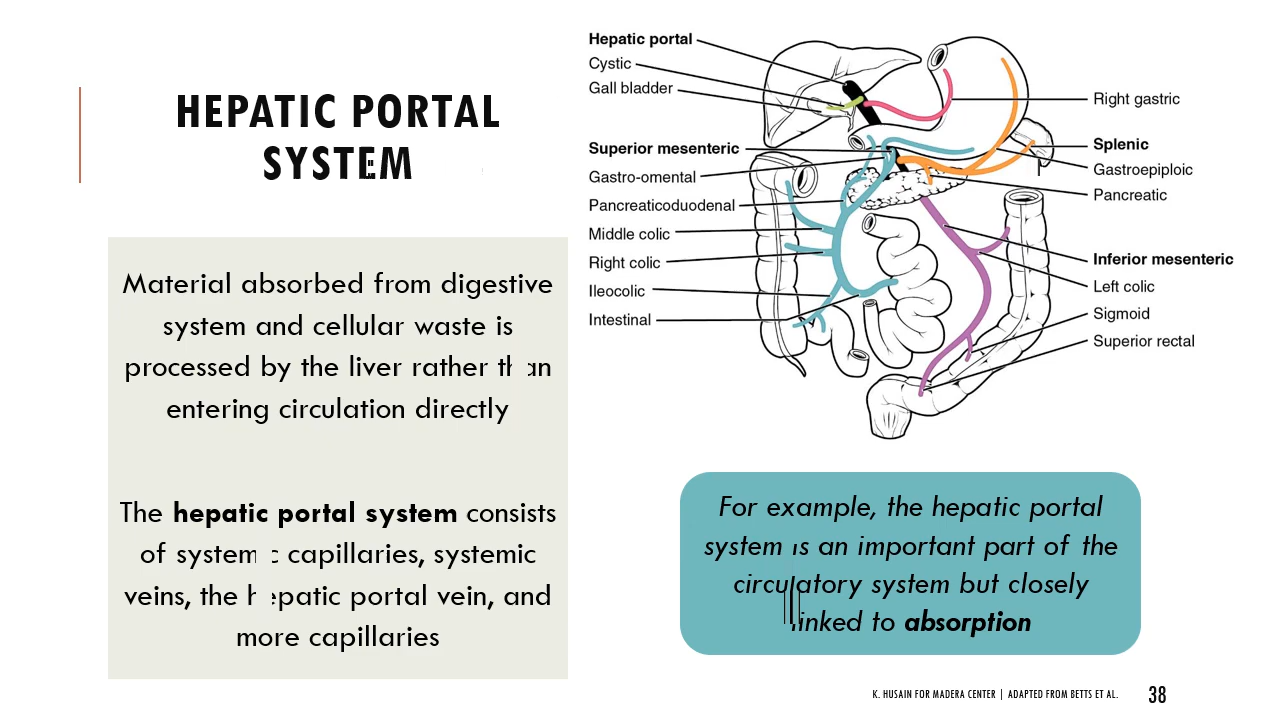 HEPATIC PORTAL
SYSTEM
Material absorbed from digestive
system and cellular waste is
processed by the liver rather than
entering circulation directly
The hepatic portal system consists
of systemic capillaries, systemic
veins, the hepatic portal vein, and
more capillaries
Hepatic portal
Cystic
Gall bladder
Superior mesenteric
Gastro-omental
Pancreaticoduodenal
Middle colic
Right colic
Ileocolic
Intestinal
Right gastric
Splenic
Gastroepiploic
Pancreatic
Inferior mesenteric
Left colic
Sigmoid
Superior rectal
For example, the hepatic portal
system is an important part of the
circulatory system but closely
linked to absorption
K. HUSAIN FOR MADERA CENTER | ADAPTED FROM BETTS ET AL.
38